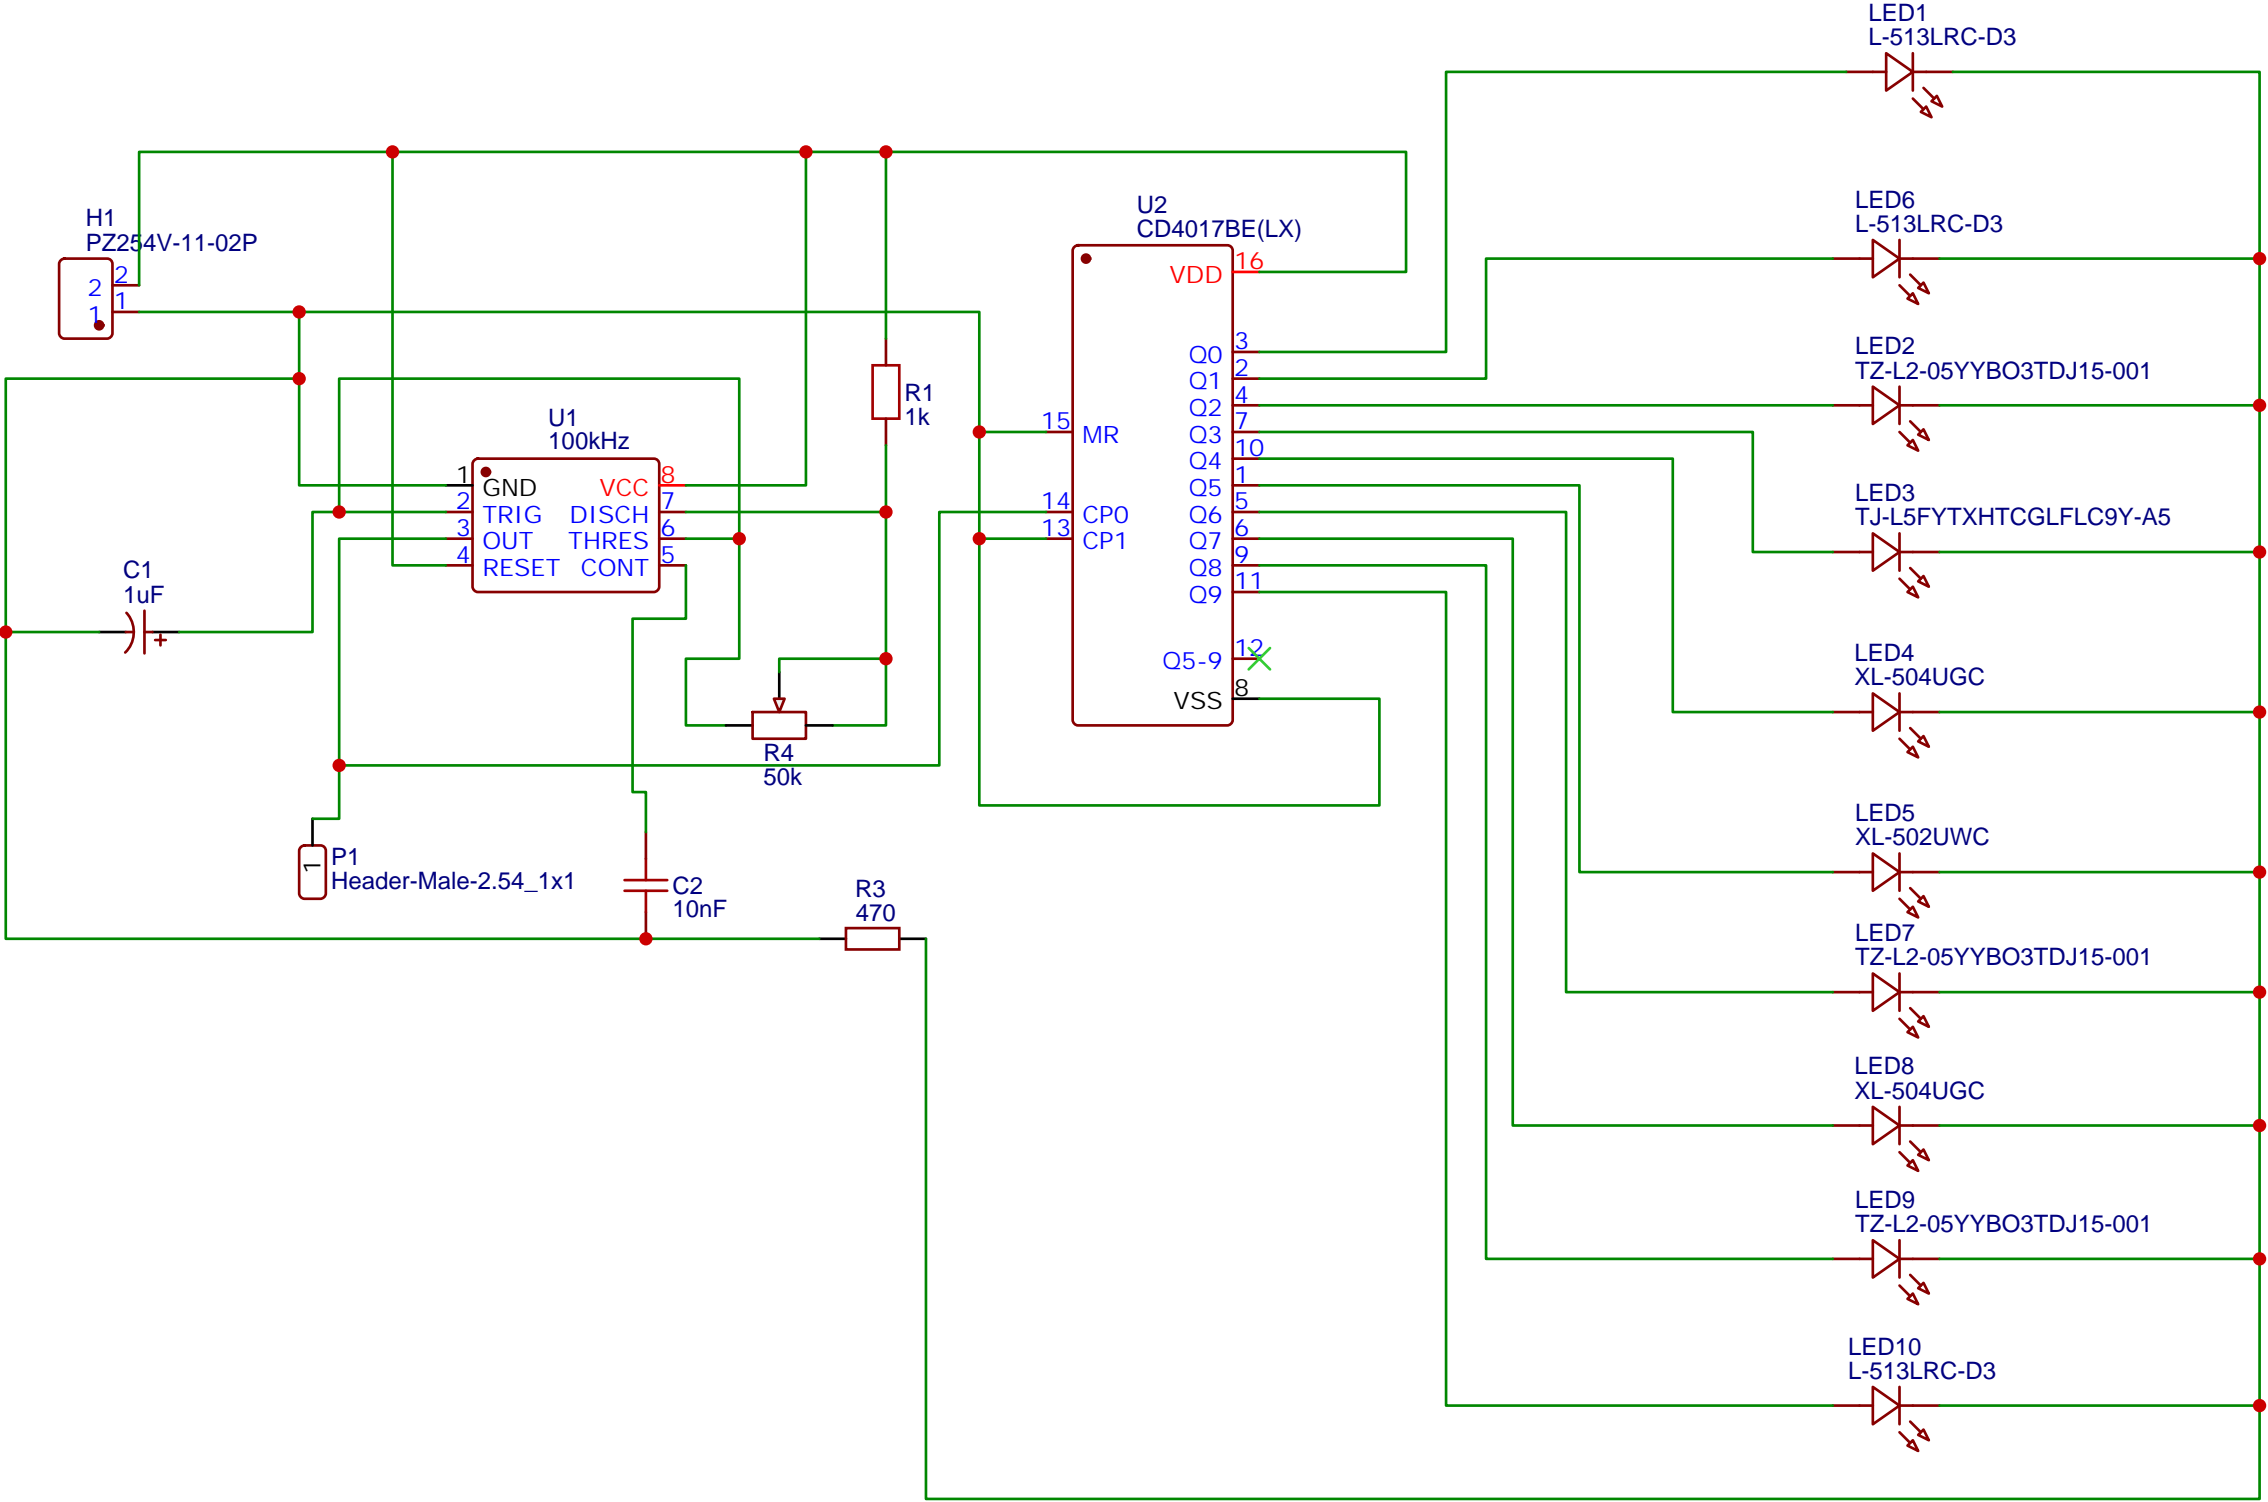 LED1
L-513LRC-D3
H1
PZ254V-11-02P
2
2
1
1
U1
100kHz
1
GND
2
TRIG
3
OUT
4
RESET
VCC
8
DISCH
7
THRES
6
CONT
5
R1
1k
C1
1uF
R4
50k
P1
Header-Male-2.54_1x1
1
C2
10nF
R3
470
U2
CD4017BE(LX)
VDD
16
Q0
3
Q1
2
Q2
4
Q3
7
Q4
10
Q5
1
Q6
5
Q7
6
Q8
9
Q9
11
Q5-9
12
VSS
8
15
MR
14
CP0
13
CP1
LED6
L-513LRC-D3
LED2
TZ-L2-05YYBO3TDJ15-001
LED3
TJ-L5FYTXHTCGLFLC9Y-A5
LED4
XL-504UGC
LED5
XL-502UWC
LED7
TZ-L2-05YYBO3TDJ15-001
LED8
XL-504UGC
LED9
TZ-L2-05YYBO3TDJ15-001
LED10
L-513LRC-D3